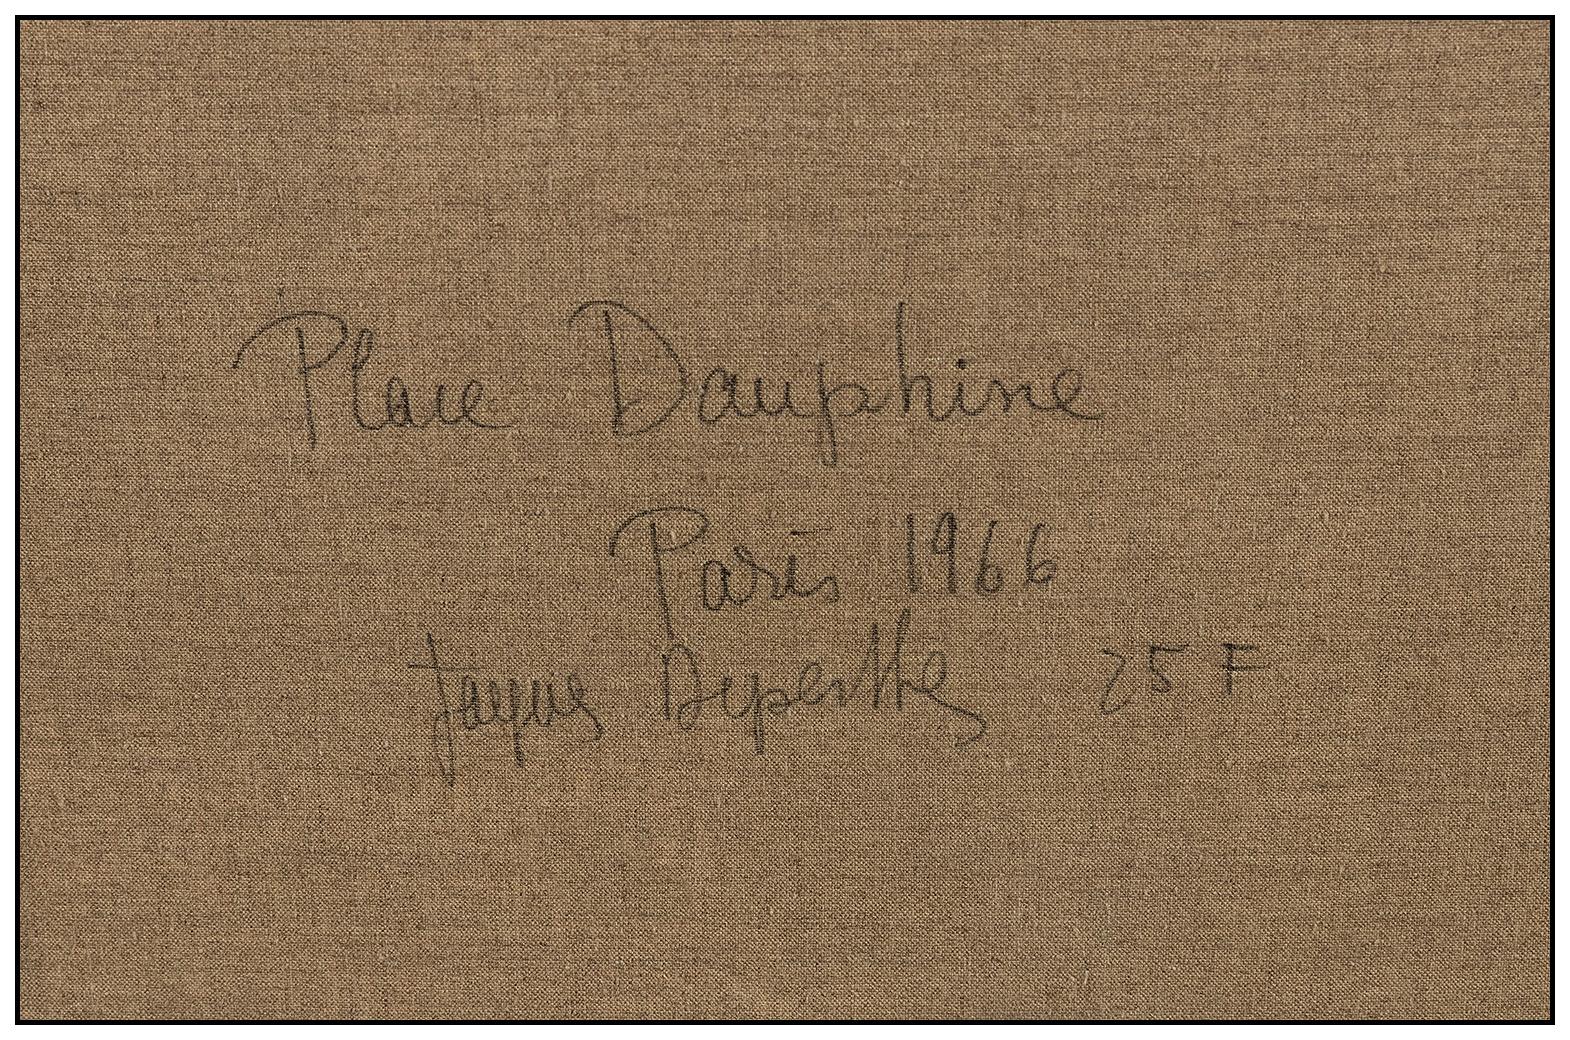 Place Dauphine
Paris 1966
Jacques Deperthes 25 F